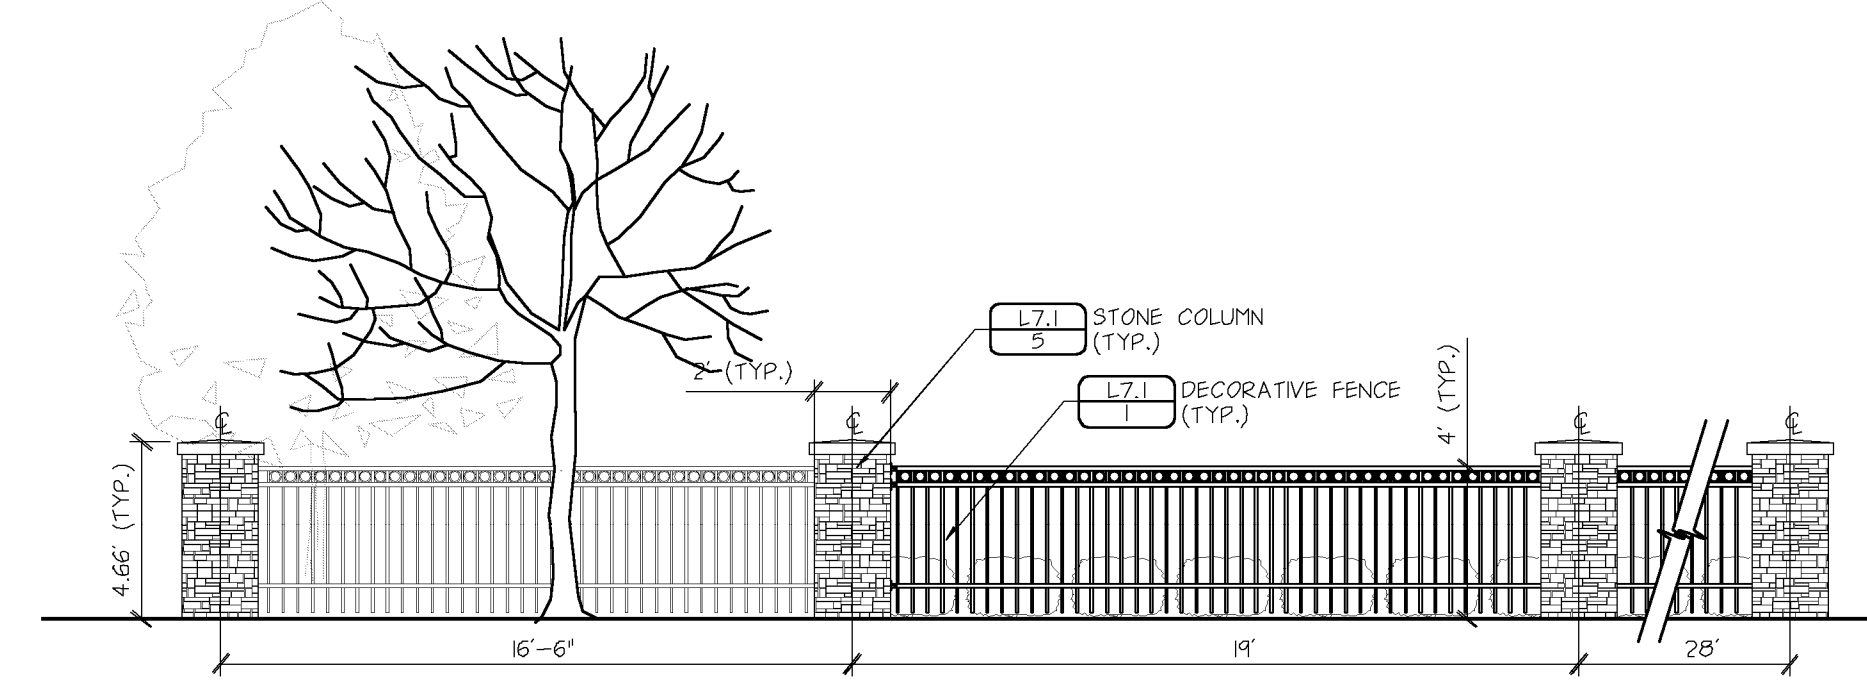 L7.1
5
STONE COLUMN
(TYP.)
2' (TYP.)
L7.1
1
DECORATIVE FENCE
(TYP.)
4' (TYP.)
℄
℄
℄
℄
4.66' (TYP.)
16'-6"
19'
28'